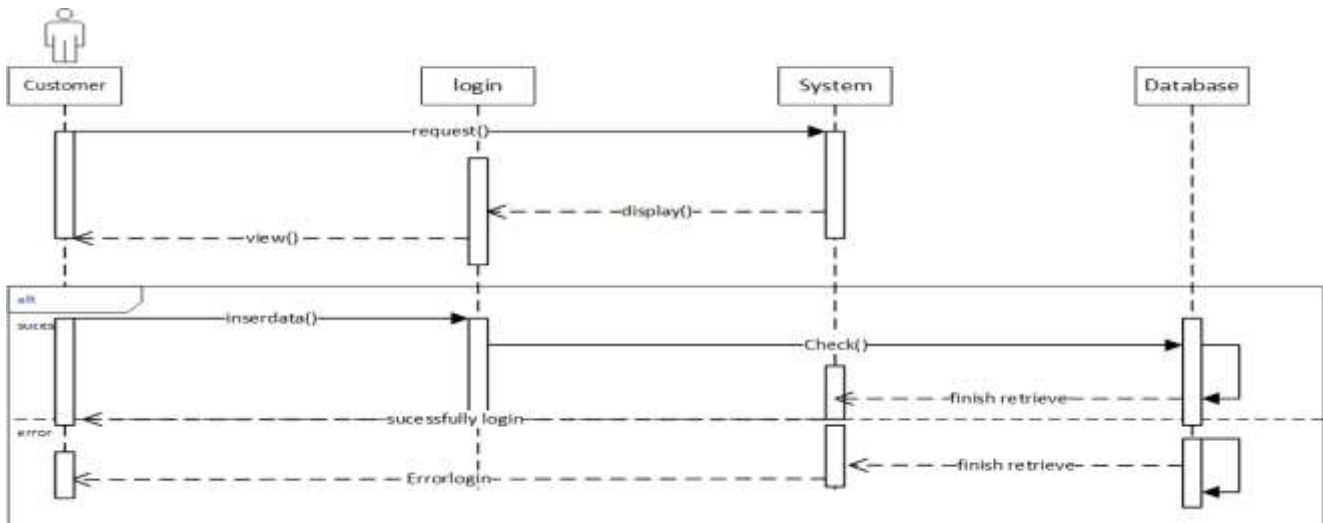 Customer
login
System
Database
request()
display()
view()
alt
suces
inserdata()
Check()
finish retrieve
sucessfully login
error
finish retrieve
Errorlogin